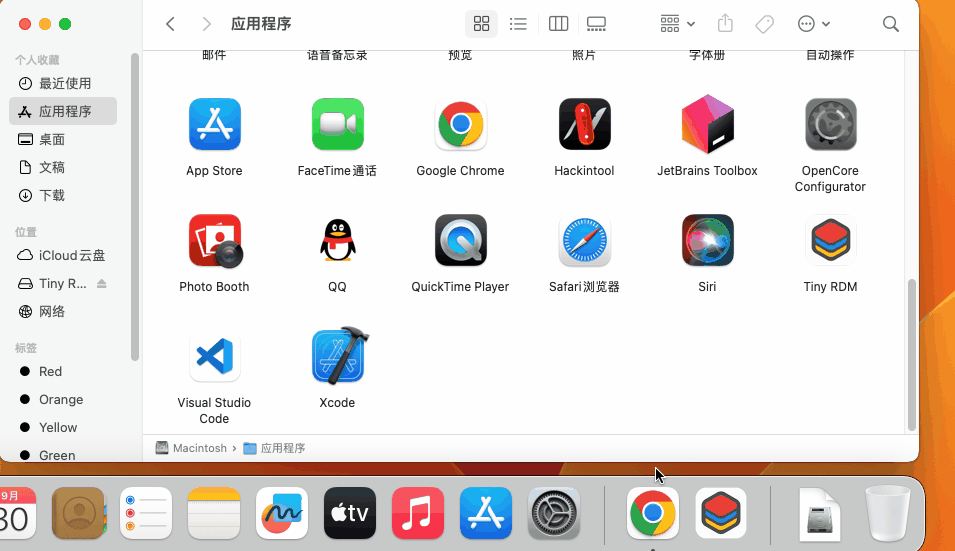 应用程序
个人收藏
最近使用
应用程序
桌面
文稿
下载
位置
iCloud云盘
Tiny R...
网络
标签
Red
Orange
Yellow
Green
邮件
语音备忘录
预览
照片
字体册
自动操作
App Store
FaceTime通话
Google Chrome
Hackintool
JetBrains Toolbox
OpenCore
Configurator
Photo Booth
QQ
QuickTime Player
Safari浏览器
Siri
Tiny RDM
Visual Studio
Code
Xcode
Macintosh › 应用程序
9月
30
tv